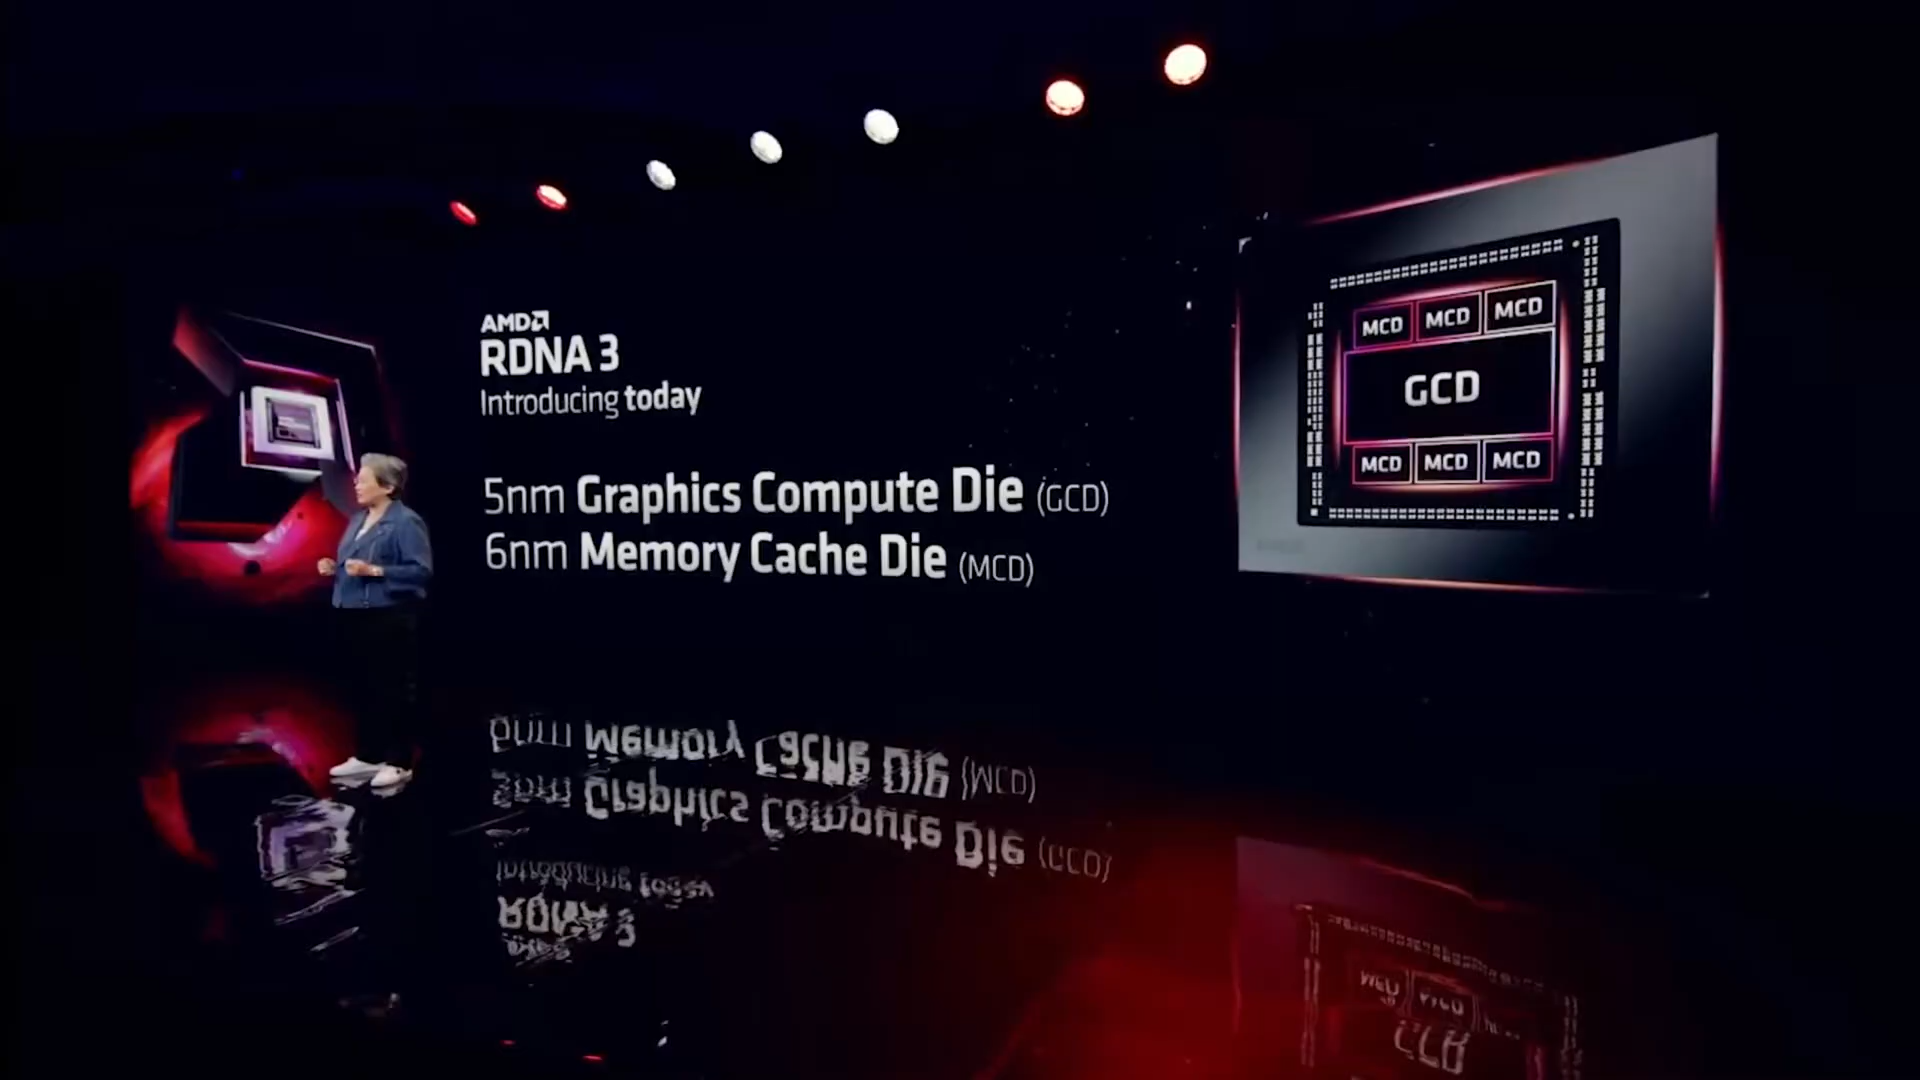 AMD
RDNA 3
Introducing today
5nm Graphics Compute Die (GCD)
6nm Memory Cache Die (MCD)
MCD MCD MCD
GCD
MCD MCD MCD